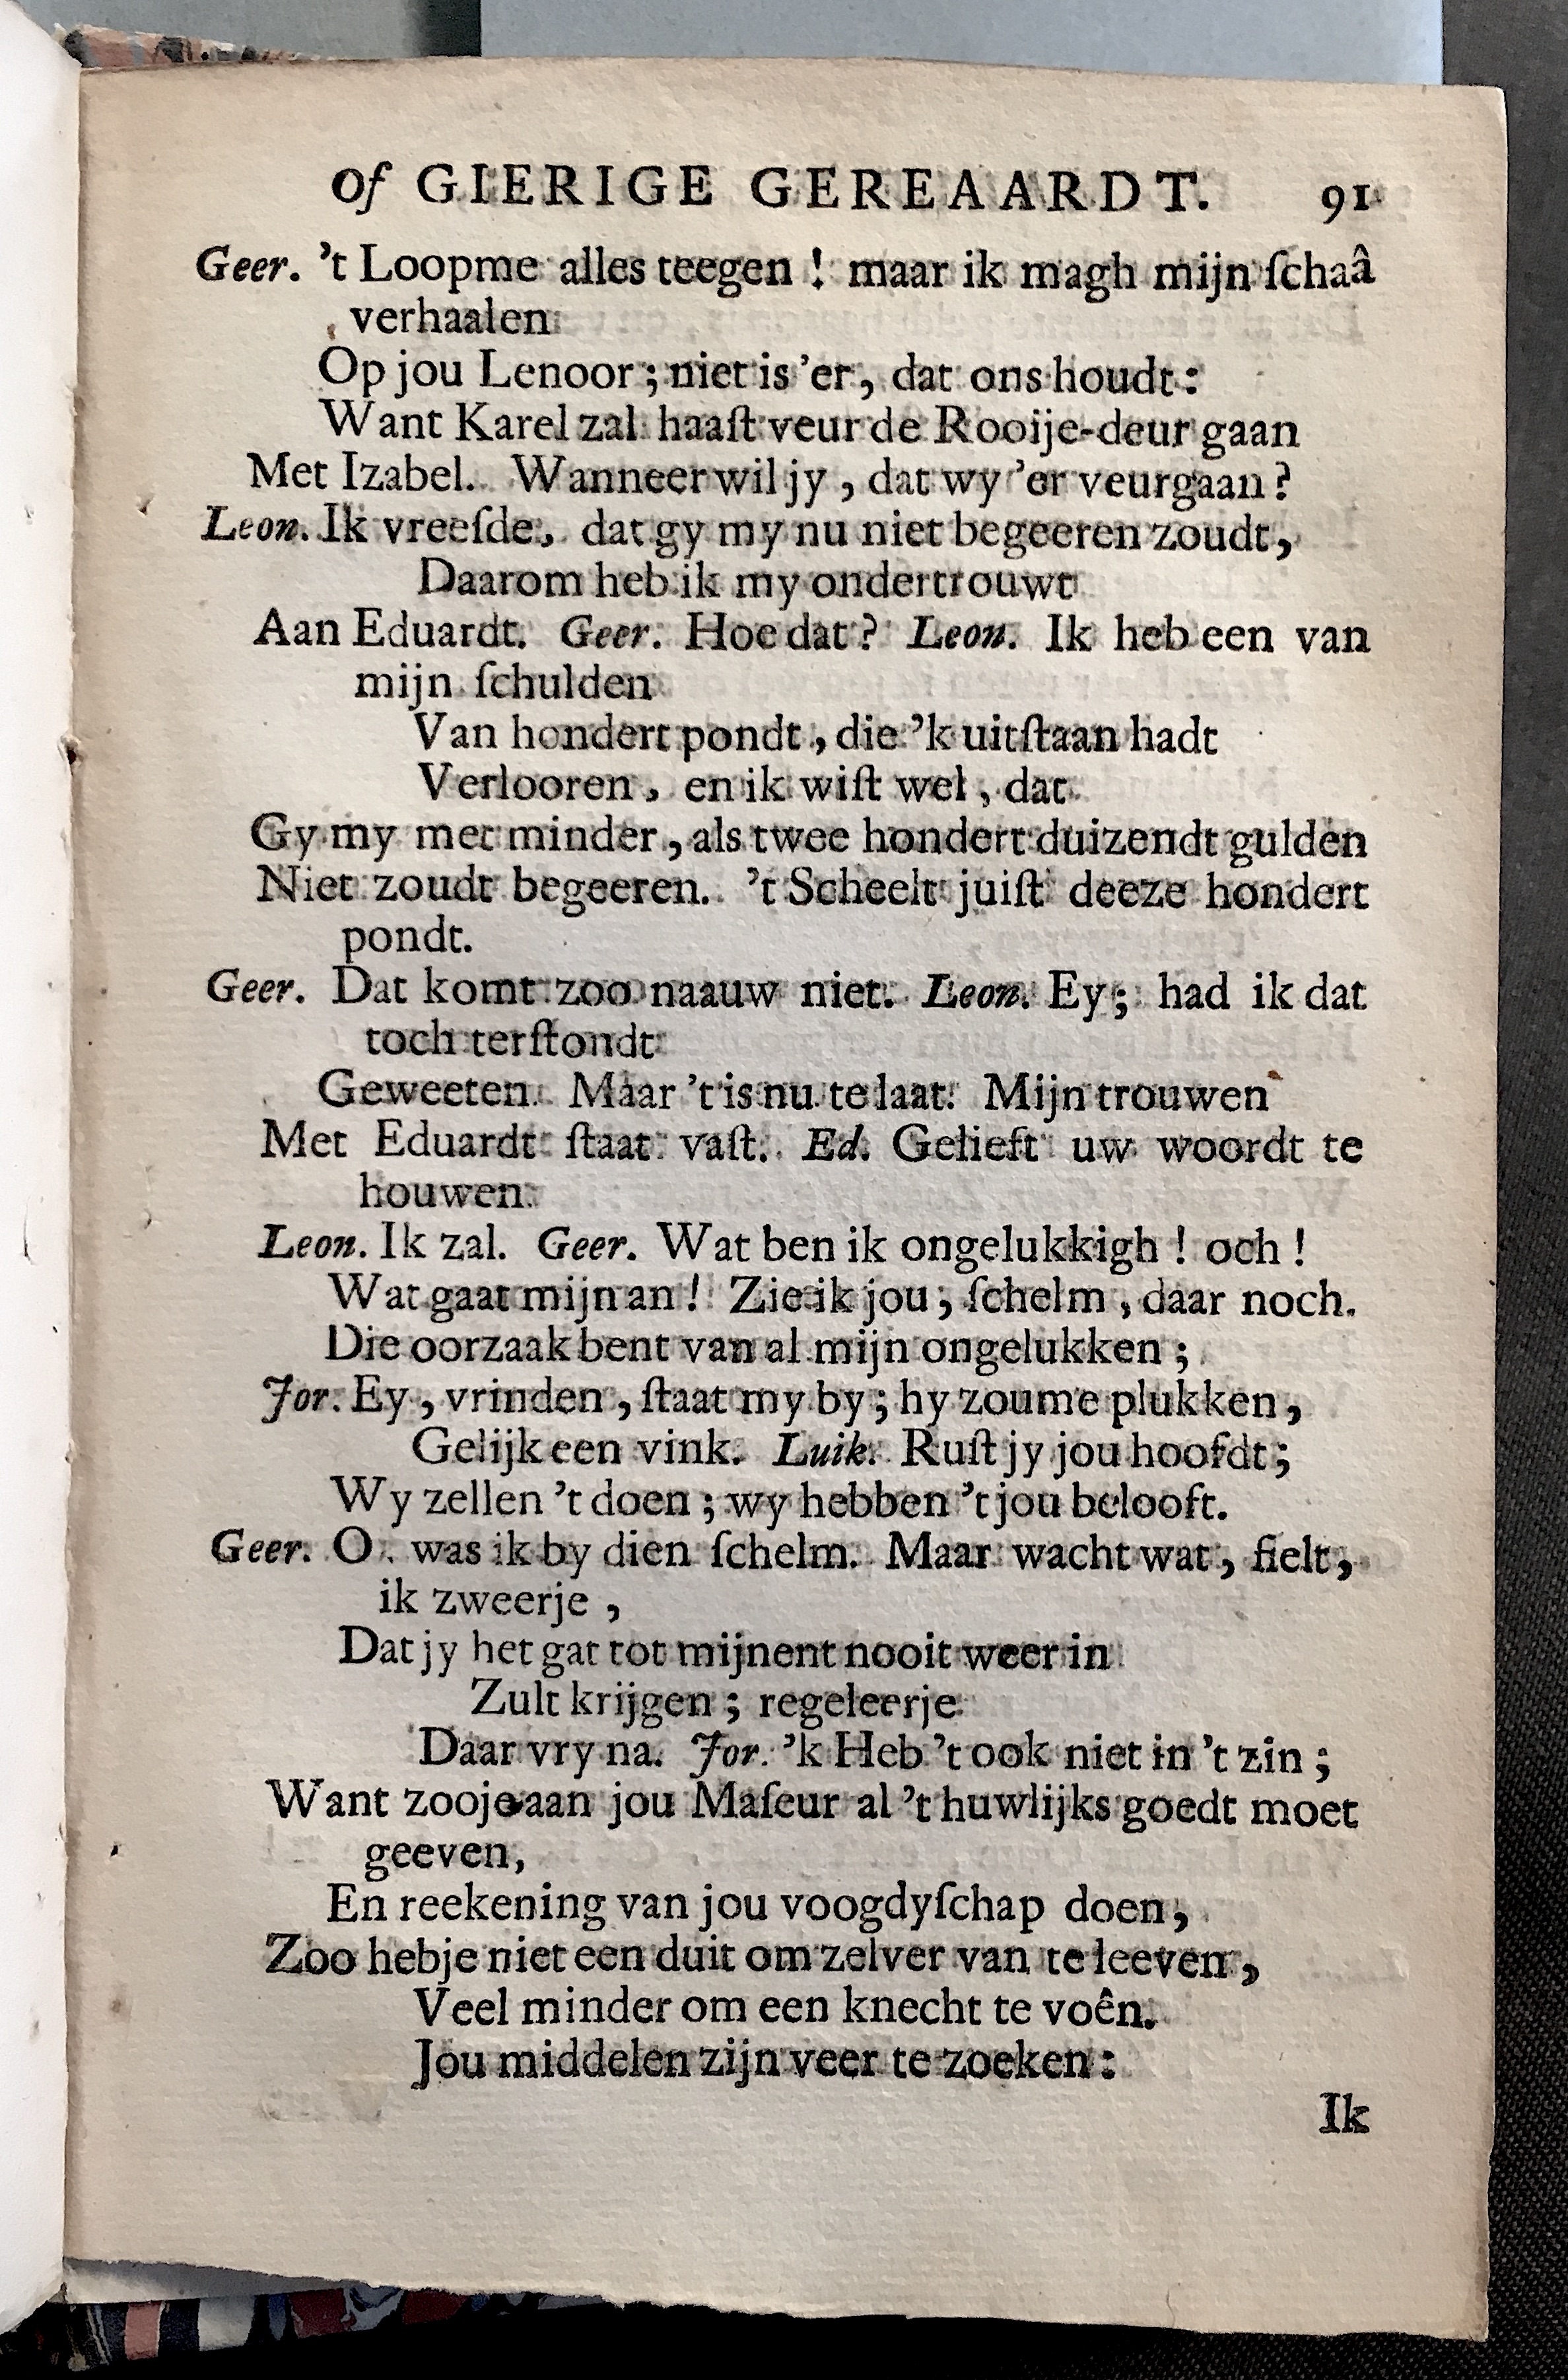 of GIERIGE GEREAARDT. 91
Geer. 't Loopme alles teegen ! maar ik magh mijn ſchaâ
verhaalen
Op jou Lenoor ; niet is 'er, dat ons houdt :
Want Karel zal haaſt veur de Rooije-deur gaan
Met Izabel. Wanneer wil jy , dat wy 'er veurgaan ?
Leon. Ik vreeſde, dat gy my nu niet begeeren zoudt,
Daarom heb ik my ondertrouwt
Aan Eduardt. Geer. Hoe dat ? Leon. Ik heb een van
mijn ſchulden
Van hondert pondt , die 'k uitſtaan hadt
Verlooren, en ik wiſt wel, dat
Gy my met minder, als twee hondert duizendt gulden
Niet zoudt begeeren. 't Scheelt juiſt deeze hondert
pondt.
Geer. Dat komt zoo naauw niet. Leon. Ey; had ik dat
toch terſtondt
Geweeten. Maar 't is nu te laat. Mijn trouwen
Met Eduardt ſtaat vaſt. Ed. Gelieft uw woordt te
houwen.
Leon. Ik zal. Geer. Wat ben ik ongelukkigh ! och !
Wat gaat mijn an ! Zie ik jou, ſchelm , daar noch.
Die oorzaak bent van al mijn ongelukken ;
Jor. Ey , vrinden , ſtaat my by ; hy zoume plukken,
Gelijk een vink. Luik. Ruſt jy jou hoofdt ;
Wy zellen 't doen ; wy hebben 't jou belooft.
Geer. O . was ik by dien ſchelm. Maar wacht wat , fielt,
ik zweerje ,
Dat jy het gat tot mijnent nooit weer in
Zult krijgen ; regeleerje
Daar vry na. Jor. 'k Heb 't ook niet in 't zin ;
Want zooje aan jou Maſeur al 't huwlijks goedt moet
geeven,
En reekening van jou voogdyſchap doen,
Zoo hebje niet een duit om zelver van te leeven ,
Veel minder om een knecht te voên.
Jou middelen zijn veer te zoeken :
Ik